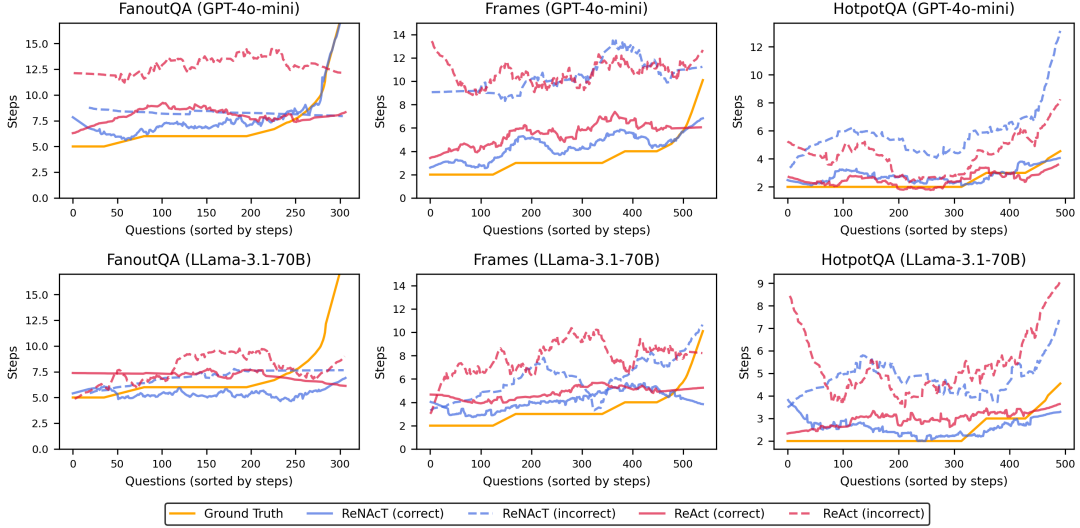 FanoutQA (GPT-4o-mini)
Frames (GPT-4o-mini)
HotpotQA (GPT-4o-mini)
Steps
15.0
12.5
10.0
7.5
5.0
2.5
0.0
0 50 100 150 200 250 300
Questions (sorted by steps)
Steps
14
12
10
8
6
4
2
0
0 100 200 300 400 500
Questions (sorted by steps)
Steps
12
10
8
6
4
2
0 100 200 300 400 500
Questions (sorted by steps)
FanoutQA (LLama-3.1-70B)
Frames (LLama-3.1-70B)
HotpotQA (LLama-3.1-70B)
Steps
15.0
12.5
10.0
7.5
5.0
2.5
0.0
0 50 100 150 200 250 300
Questions (sorted by steps)
Steps
14
12
10
8
6
4
2
0
0 100 200 300 400 500
Questions (sorted by steps)
Steps
9
8
7
6
5
4
3
2
0 100 200 300 400 500
Questions (sorted by steps)
Ground Truth ReNAcT (correct) ReNAcT (incorrect) ReAct (correct) ReAct (incorrect)